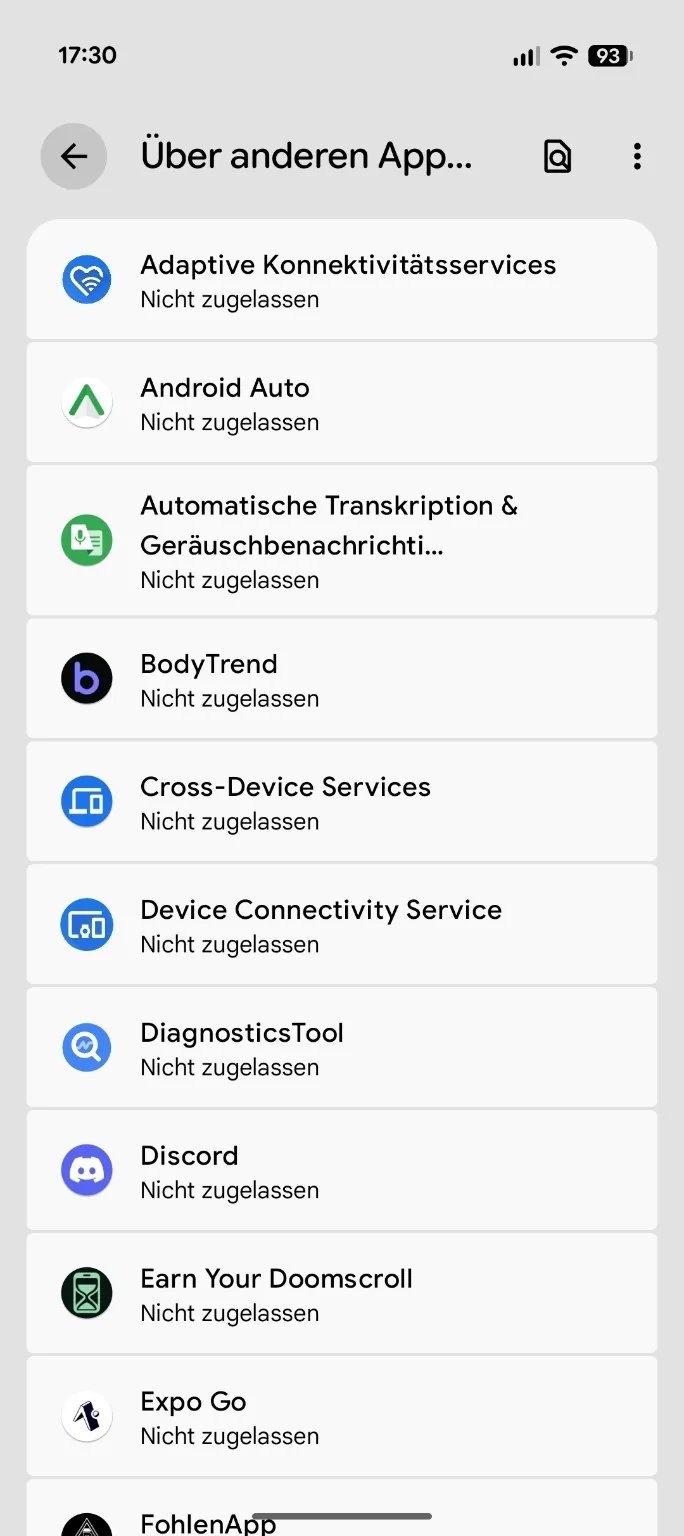 17:30
93
Über anderen App...
Adaptive Konnektivitätsservices
Nicht zugelassen
Android Auto
Nicht zugelassen
Automatische Transkription &
Geräuschbenachrichti...
Nicht zugelassen
BodyTrend
Nicht zugelassen
Cross-Device Services
Nicht zugelassen
Device Connectivity Service
Nicht zugelassen
DiagnosticsTool
Nicht zugelassen
Discord
Nicht zugelassen
Earn Your Doomscroll
Nicht zugelassen
Expo Go
Nicht zugelassen
FohlenApp